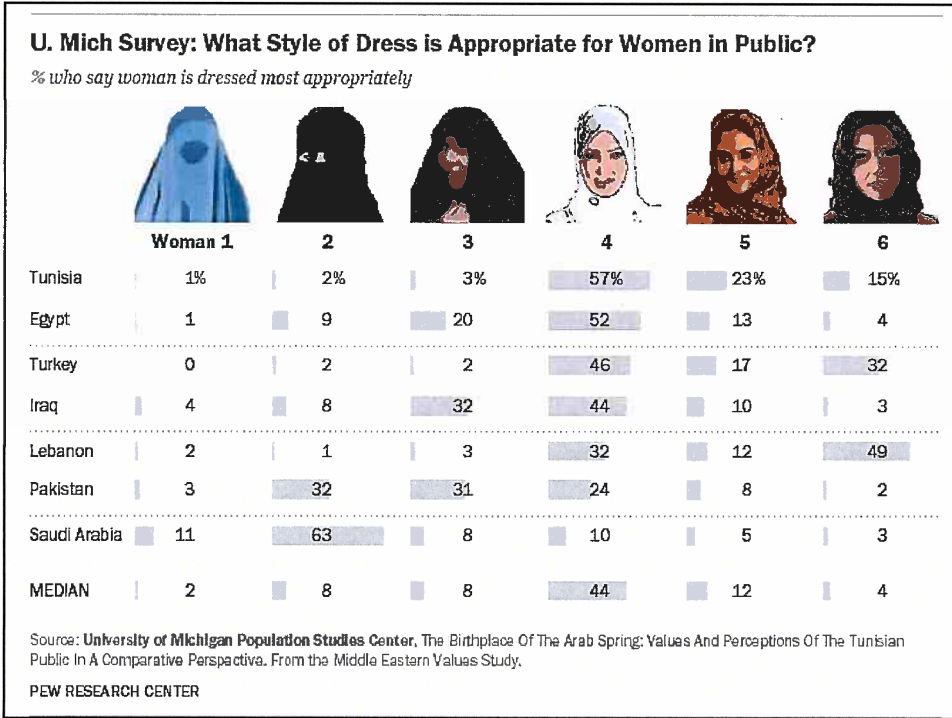 U. Mich Survey: What Style of Dress is Appropriate for Women in Public?
% who say woman is dressed most appropriately
Woman 1 2 3 4 5 6
Tunisia 1% 2% 3% 57% 23% 15%
Egypt 1 9 20 52 13 4
Turkey 0 2 2 46 17 32
Iraq 4 8 32 44 10 3
Lebanon 2 1 3 32 12 49
Pakistan 3 32 31 24 8 2
Saudi Arabia 11 63 8 10 5 3
MEDIAN 2 8 8 44 12 4
Source: University of Michigan Population Studies Center, The Birthplace Of The Arab Spring: Values And Perceptions Of The Tunisian
Public In A Comparative Perspective. From the Middle Eastern Values Study.
PEW RESEARCH CENTER